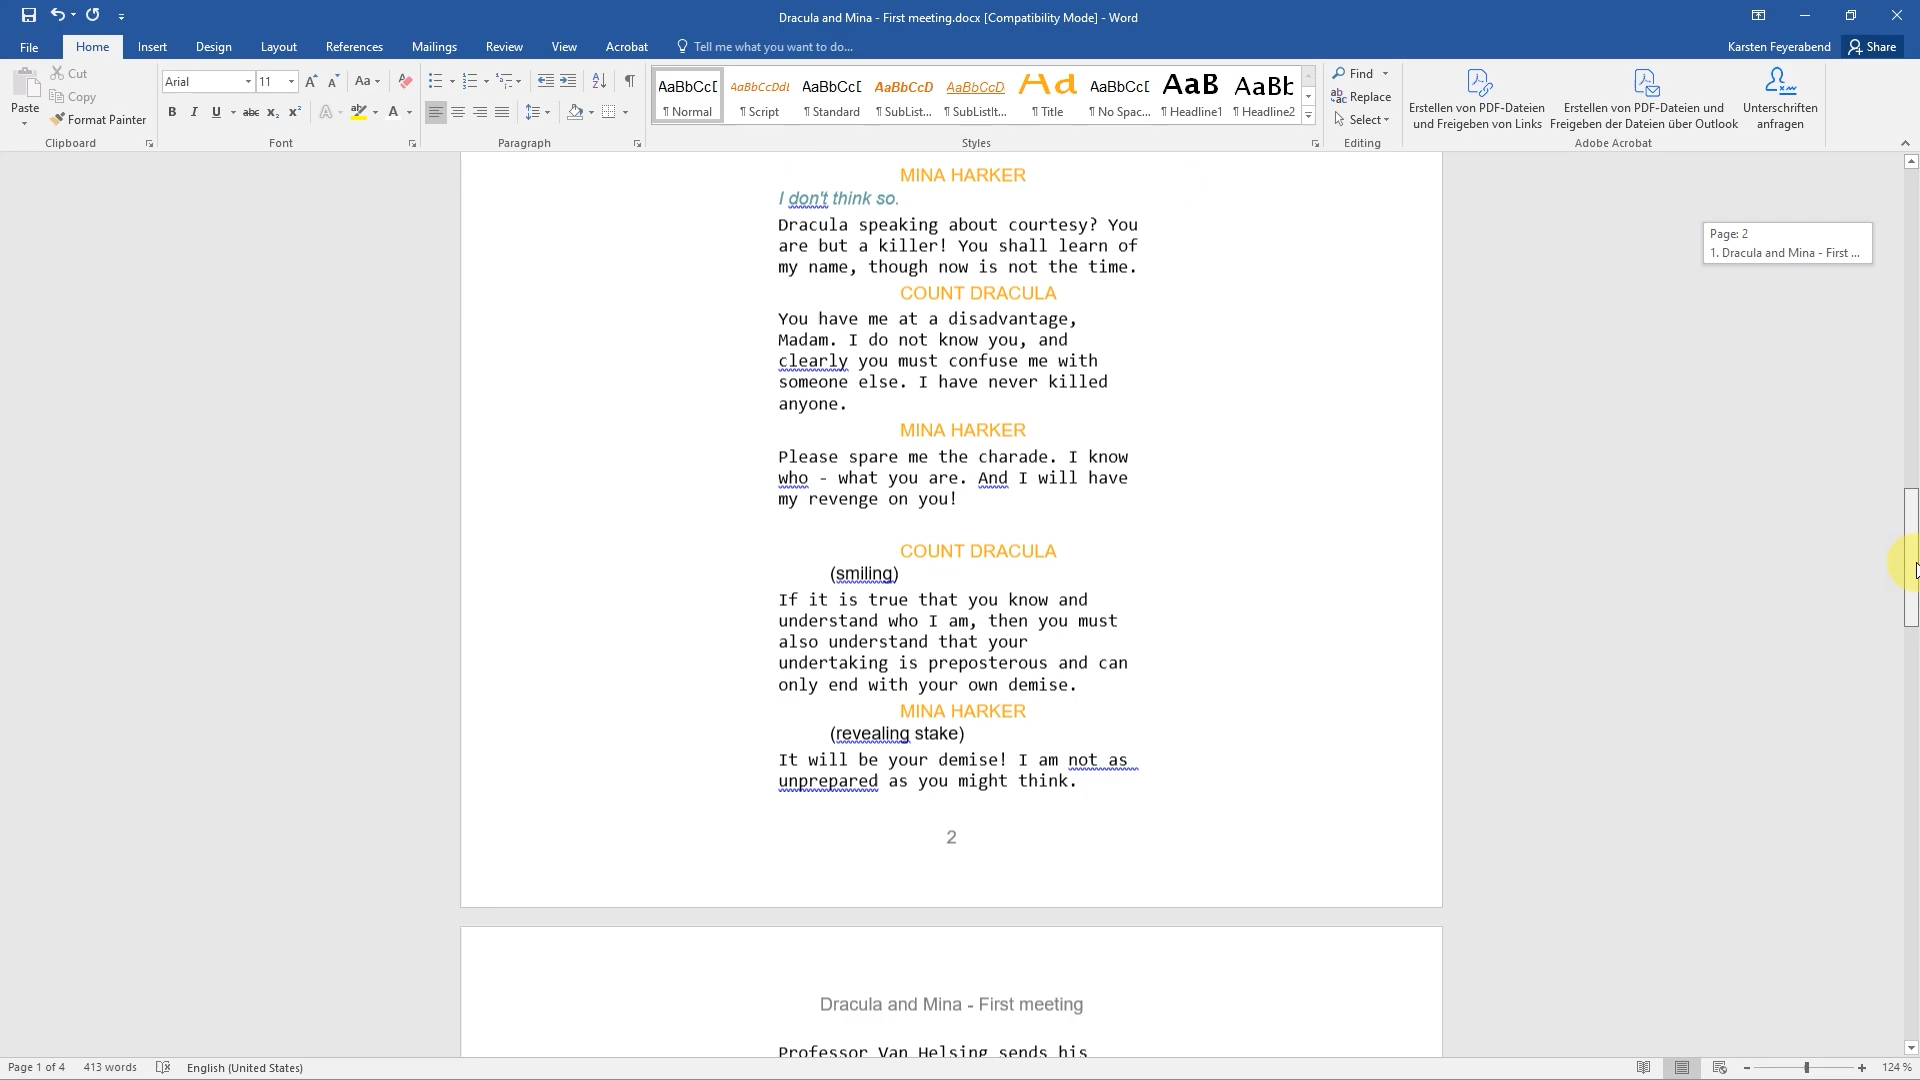 Dracula and Mina - First meeting.docx [Compatibility Mode] - Word
File Home Insert Design Layout References Mailings Review View Acrobat Tell me what you want to do... Karsten Feyerabend Share
Paste
Cut
Copy
Format Painter
Clipboard
Arial 11 Aa
B I U abc X₂ X² A A
Font
Paragraph
AaBbCcD AaBbCcDdI AaBbCcD AaBbCcD AaBbCcD Aa AaBbCcD AaB AaBb
¶ Normal ¶ Script ¶ Standard ¶ SubList... ¶ SubListIt... ¶ Title ¶ No Spac... ¶ Headline1 ¶ Headline2
Styles
Find
Replace
Select
Editing
Erstellen von PDF-Dateien
und Freigeben von Links
Erstellen von PDF-Dateien und
Freigeben der Dateien über Outlook
Unterschriften
anfragen
Adobe Acrobat
MINA HARKER
I don't think so.
Dracula speaking about courtesy? You
are but a killer! You shall learn of
my name, though now is not the time.
COUNT DRACULA
You have me at a disadvantage,
Madam. I do not know you, and
clearly you must confuse me with
someone else. I have never killed
anyone.
MINA HARKER
Please spare me the charade. I know
who - what you are. And I will have
my revenge on you!
COUNT DRACULA
(smiling)
If it is true that you know and
understand who I am, then you must
also understand that your
undertaking is preposterous and can
only end with your own demise.
MINA HARKER
(revealing stake)
It will be your demise! I am not as
unprepared as you might think.
2
Dracula and Mina - First meeting
Professor Van Helsing sends his
Page: 2
1. Dracula and Mina - First ...
Page 1 of 4 413 words English (United States) 124 %